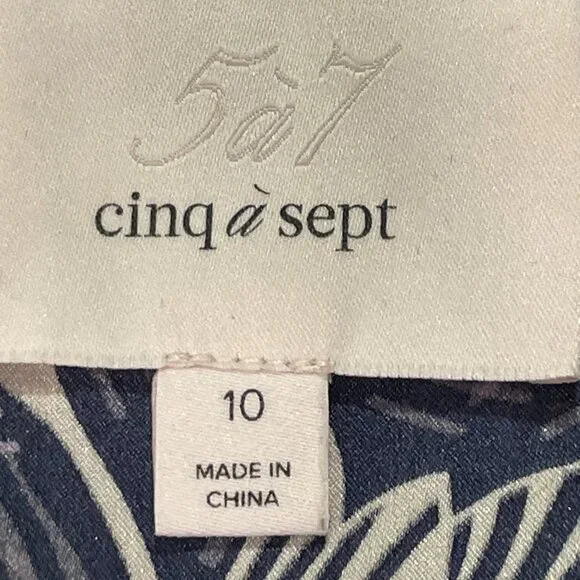 5à7
cinq à sept
10
MADE IN
CHINA